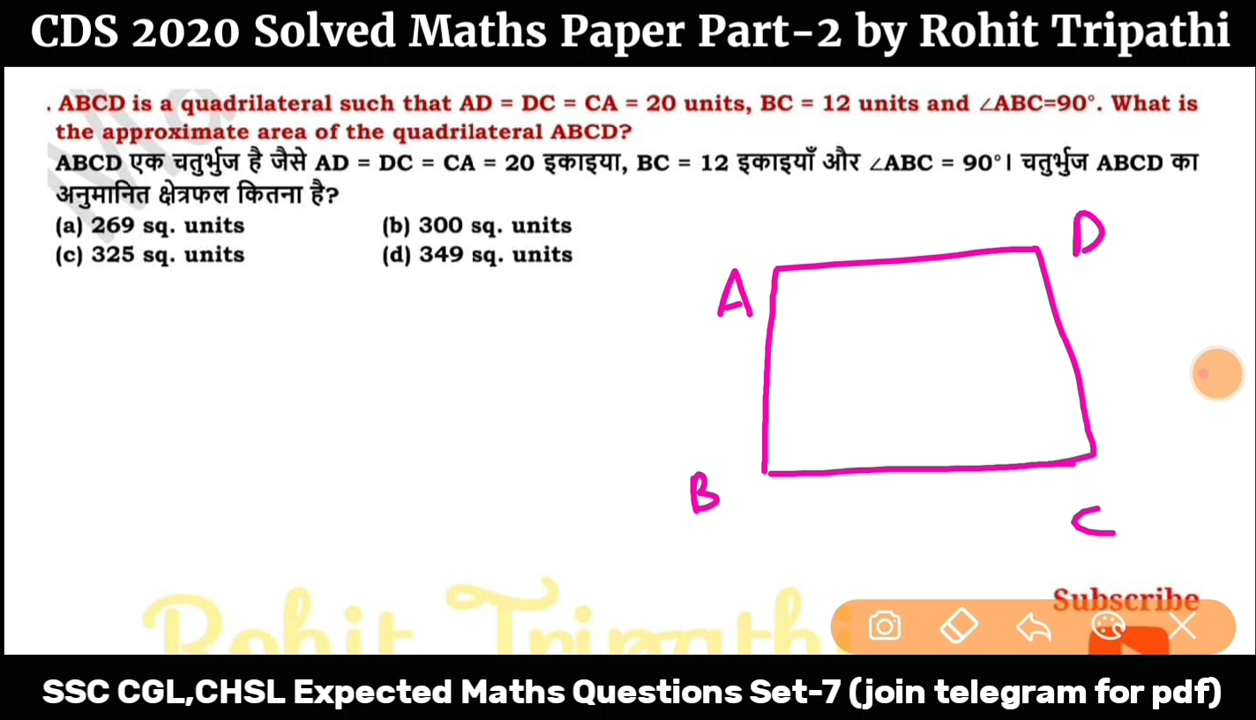 CDS 2020 Solved Maths Paper Part-2 by Rohit Tripathi
. ABCD is a quadrilateral such that AD = DC = CA = 20 units, BC = 12 units and ∠ABC=90°. What is
the approximate area of the quadrilateral ABCD?
ABCD एक चतुर्भुज है जैसे AD = DC = CA = 20 इकाइया, BC = 12 इकाइयाँ और ∠ABC = 90°। चतुर्भुज ABCD का
अनुमानित क्षेत्रफल कितना है?
(a) 269 sq. units (b) 300 sq. units
(c) 325 sq. units (d) 349 sq. units
D
A
B
C
Rohit Tripathi
Subscribe
SSC CGL,CHSL Expected Maths Questions Set-7 (join telegram for pdf)